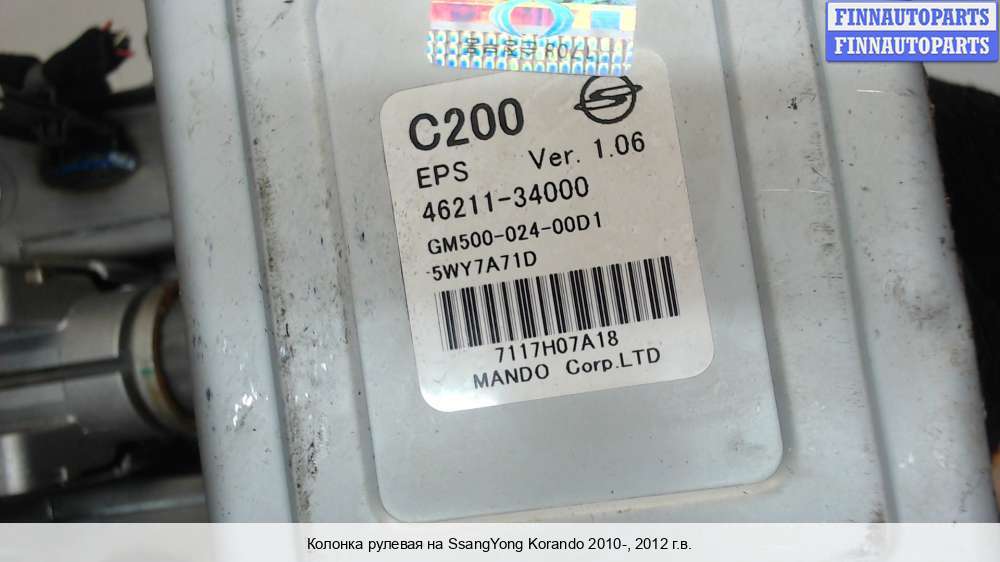 FINNAUTOPARTS
FINNAUTOPARTS
C200
EPS Ver. 1.06
46211-34000
GM500-024-00D1
5WY7A71D
7117H07A18
MANDO Corp.LTD
Колонка рулевая на SsangYong Korando 2010-, 2012 г.в.